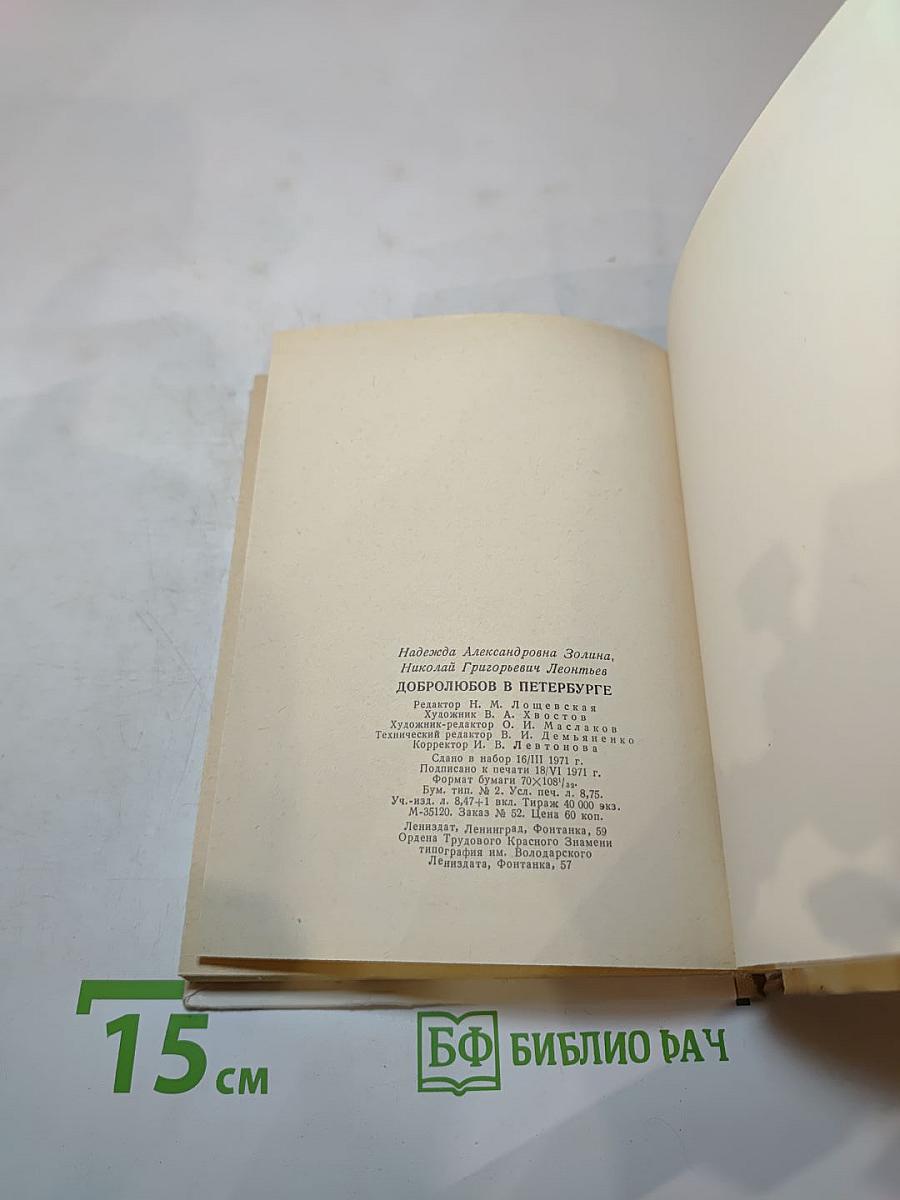 Надежда Александровна Золина,
Николай Григорьевич Леонтьев
ДОБРОЛЮБОВ В ПЕТЕРБУРГЕ
Редактор Н. М. Лощевская
Художник В. А. Хвостов
Художник-редактор О. И. Маслаков
Технический редактор В. И. Демьяненко
Корректор И. В. Левтонова
Сдано в набор 16/III 1971 г.
Подписано к печати 18/VI 1971 г.
Формат бумаги 70×108¹/₃₂.
Бум. тип. № 2. Усл. печ. л. 8,75.
Уч.-изд. л. 8,47+1 вкл. Тираж 40 000 экз.
М-35120. Заказ № 52. Цена 60 коп.
Лениздат, Ленинград, Фонтанка, 59
Ордена Трудового Красного Знамени
типография им. Володарского
Лениздата, Фонтанка, 57
15 см
БФ БИБЛИО РАЧ